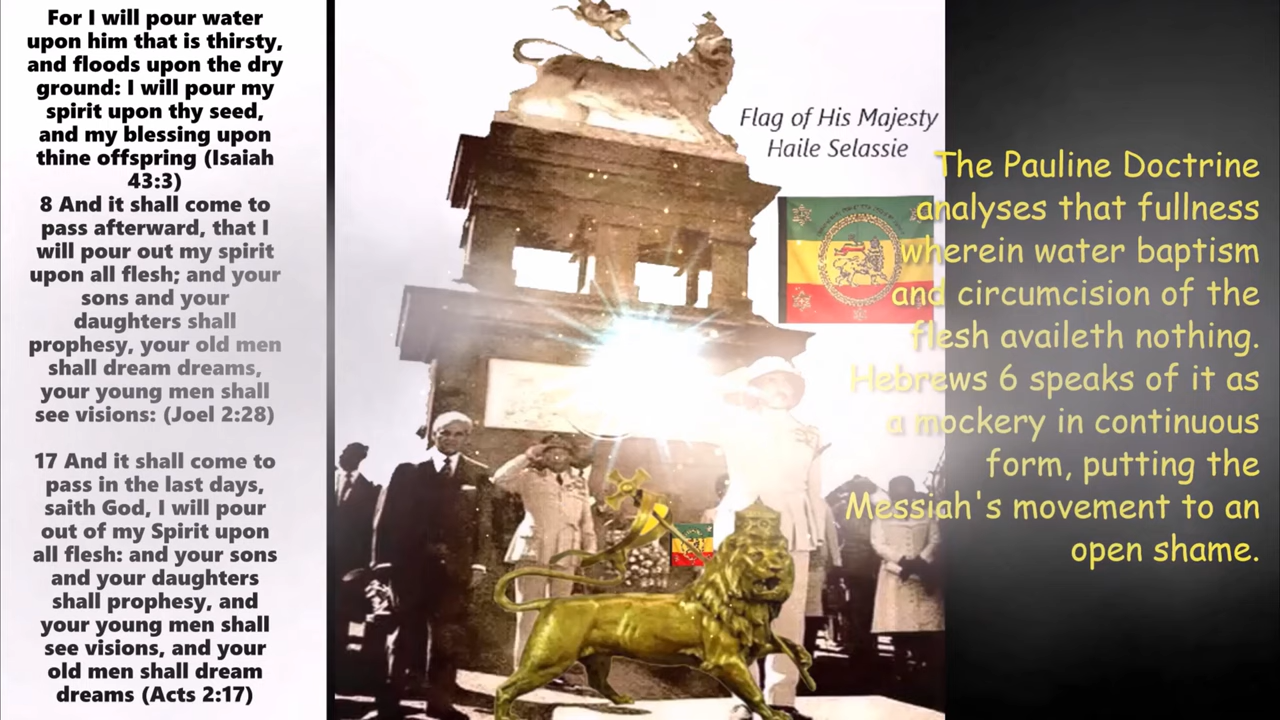 For I will pour water
upon him that is thirsty,
and floods upon the dry
ground: I will pour my
spirit upon thy seed,
and my blessing upon
thine offspring (Isaiah
43:3)
8 And it shall come to
pass afterward, that I
will pour out my spirit
upon all flesh; and your
sons and your
daughters shall
prophesy, your old men
shall dream dreams,
your young men shall
see visions: (Joel 2:28)
17 And it shall come to
pass in the last days,
saith God, I will pour
out of my Spirit upon
all flesh: and your sons
and your daughters
shall prophesy, and
your young men shall
see visions, and your
old men shall dream
dreams (Acts 2:17)
Flag of His Majesty
Haile Selassie
The Pauline Doctrine
analyses that fullness
wherein water baptism
and circumcision of the
flesh availeth nothing.
Hebrews 6 speaks of it as
a mockery in continuous
form, putting the
Messiah's movement to an
open shame.